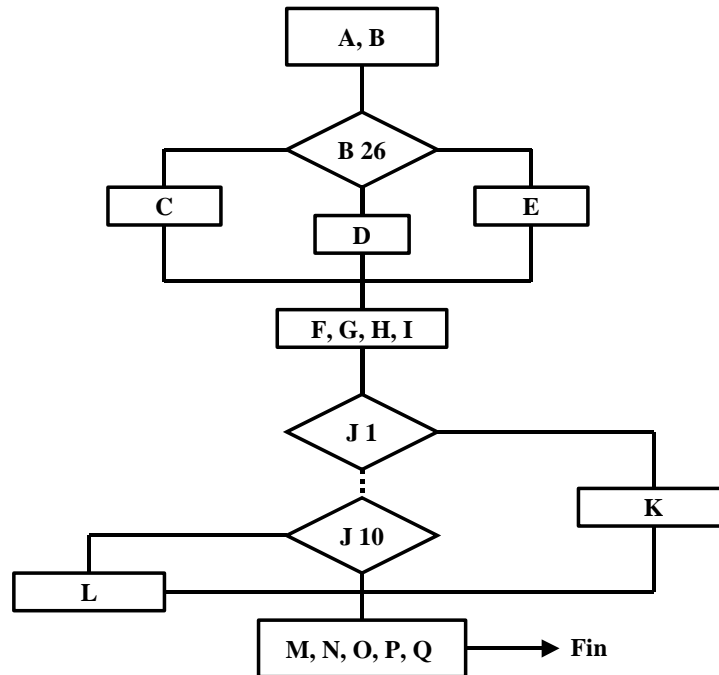 A, B
B 26
C
E
D
F, G, H, I
J 1
J 10
K
L
M, N, O, P, Q
Fin